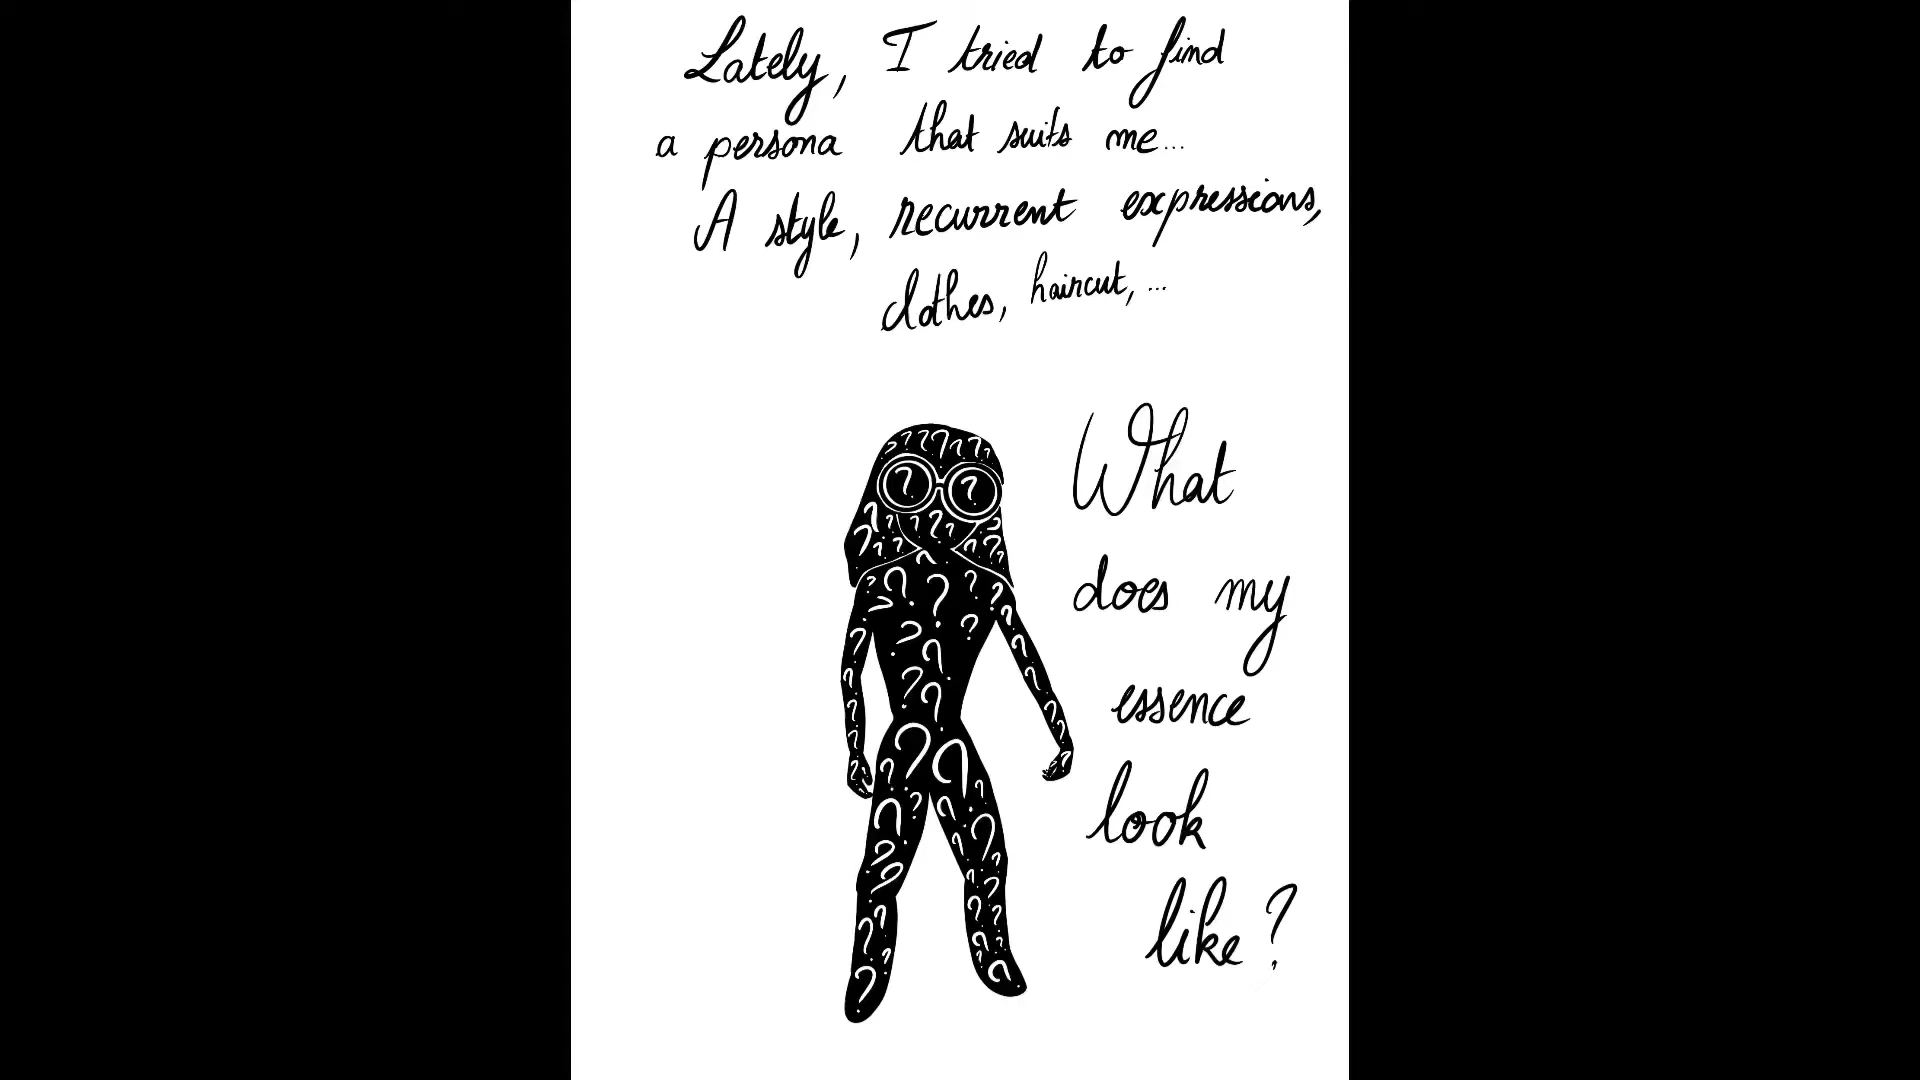 Lately, I tried to find
a persona that suits me...
A style, recurrent expressions,
clothes, haircut, ...
What
does my
essence
look
like ?